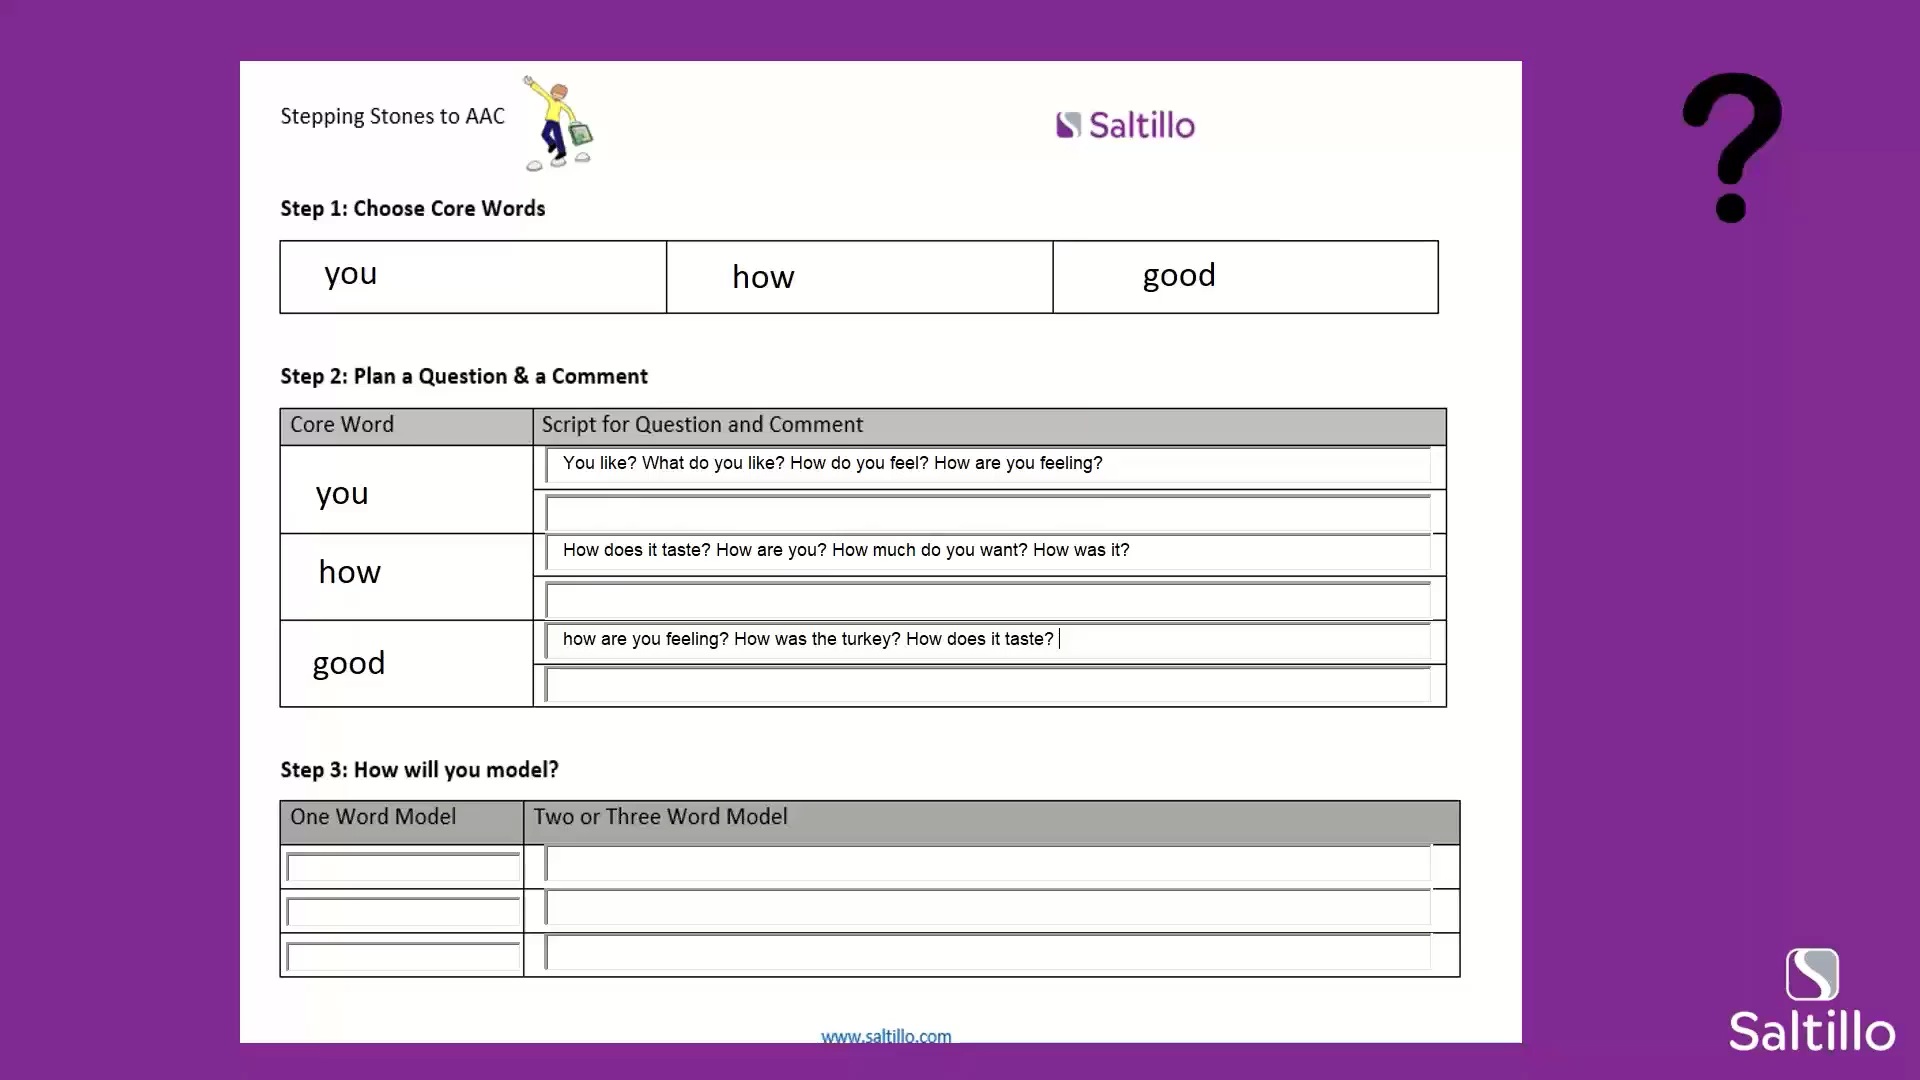 Stepping Stones to AAC
Saltillo
Step 1: Choose Core Words
you how good
Step 2: Plan a Question & a Comment
Core Word Script for Question and Comment
you
You like? What do you like? How do you feel? How are you feeling?
how
How does it taste? How are you? How much do you want? How was it?
good
how are you feeling? How was the turkey? How does it taste?
Step 3: How will you model?
One Word Model Two or Three Word Model
www.saltillo.com
?
Saltillo